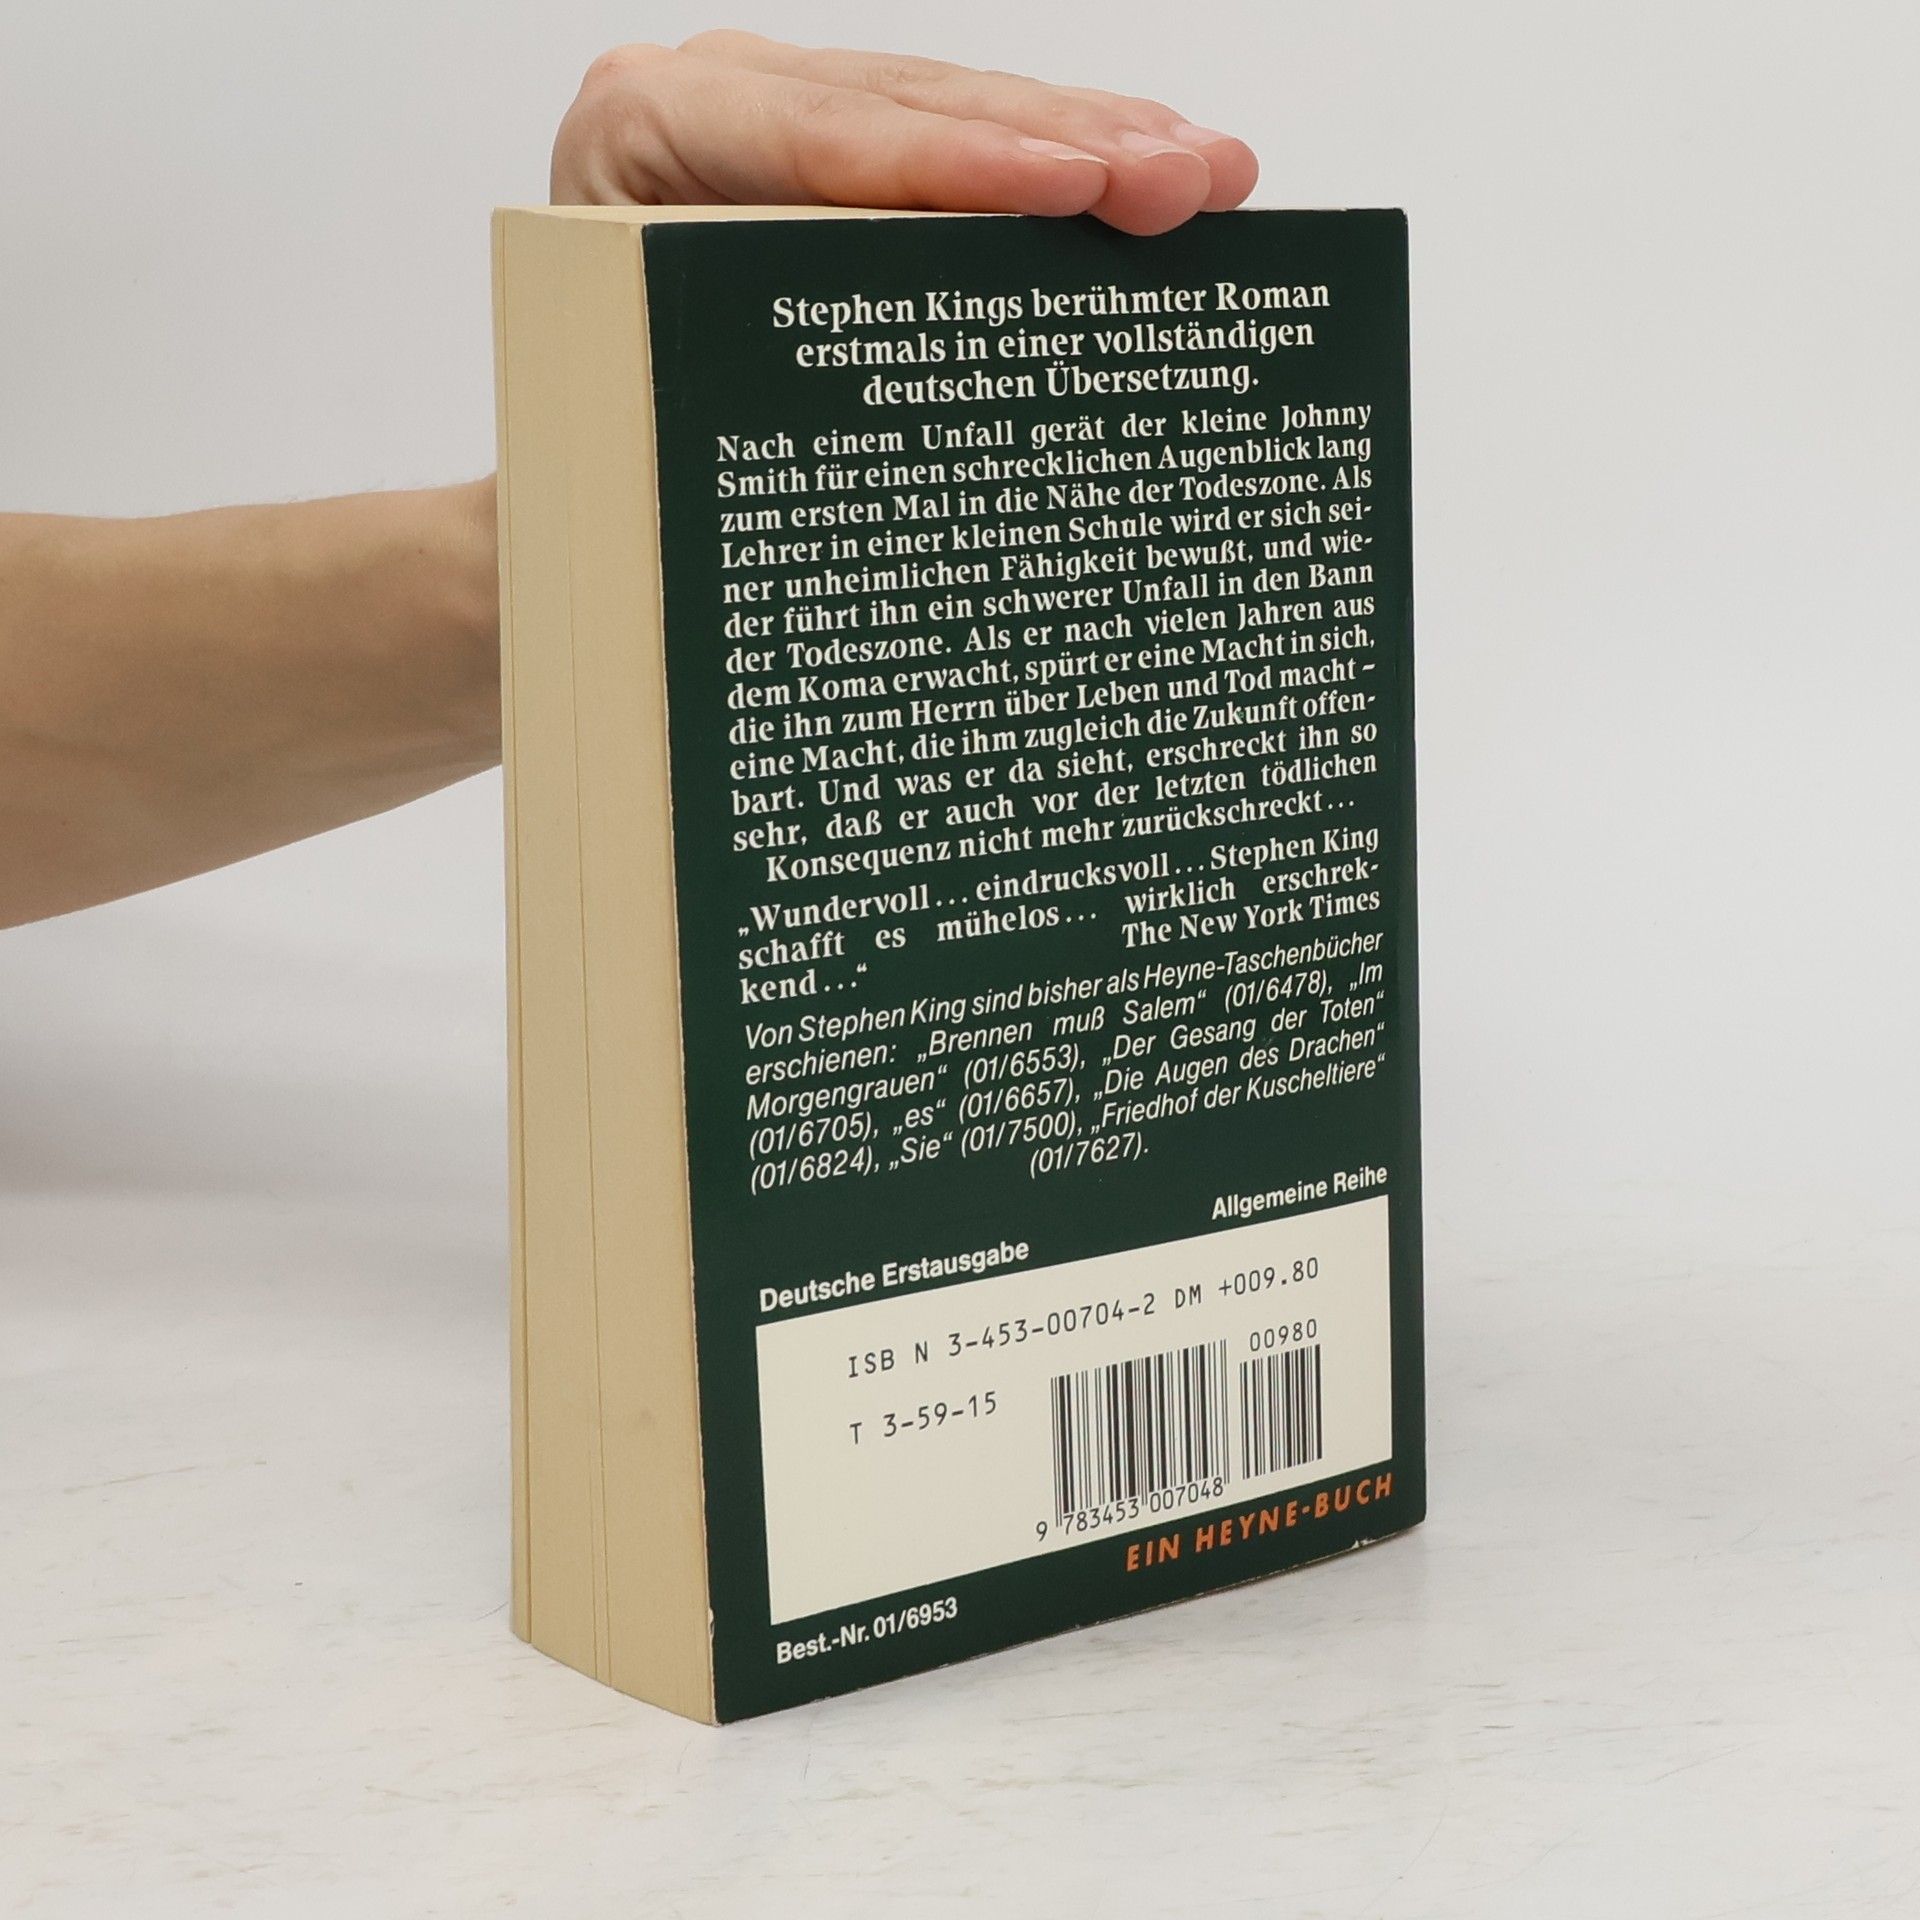 Stephen Kings berühmter Roman
erstmals in einer vollständigen
deutschen Übersetzung.
Nach einem Unfall gerät der kleine Johnny
Smith für einen schrecklichen Augenblick lang
zum ersten Mal in die Nähe der Todeszone. Als
Lehrer in einer kleinen Schule wird er sich sei-
ner unheimlichen Fähigkeit bewußt, und wie-
der führt ihn ein schwerer Unfall in den Bann
der Todeszone. Als er nach vielen Jahren aus
dem Koma erwacht, spürt er eine Macht in sich,
die ihn zum Herrn über Leben und Tod macht –
eine Macht, die ihm zugleich die Zukunft offen-
bart. Und was er da sieht, erschreckt ihn so
sehr, daß er auch vor der letzten tödlichen
Konsequenz nicht mehr zurückschreckt...
„Wundervoll... eindrucksvoll... Stephen King
schafft es mühelos... wirklich erschrek-
kend...“ The New York Times
Von Stephen King sind bisher als Heyne-Taschenbücher
erschienen: „Brennen muß Salem“ (01/6478), „Im
Morgengrauen“ (01/6553), „Der Gesang der Toten“
(01/6705), „es“ (01/6657), „Die Augen des Drachen“
(01/6824), „Sie“ (01/7500), „Friedhof der Kuscheltiere“
(01/7627).
Deutsche Erstausgabe Allgemeine Reihe
ISB N 3-453-00704-2 DM +009.80
00980
T 3-59-15
9 783453 007048
EIN HEYNE-BUCH
Best.-Nr. 01/6953